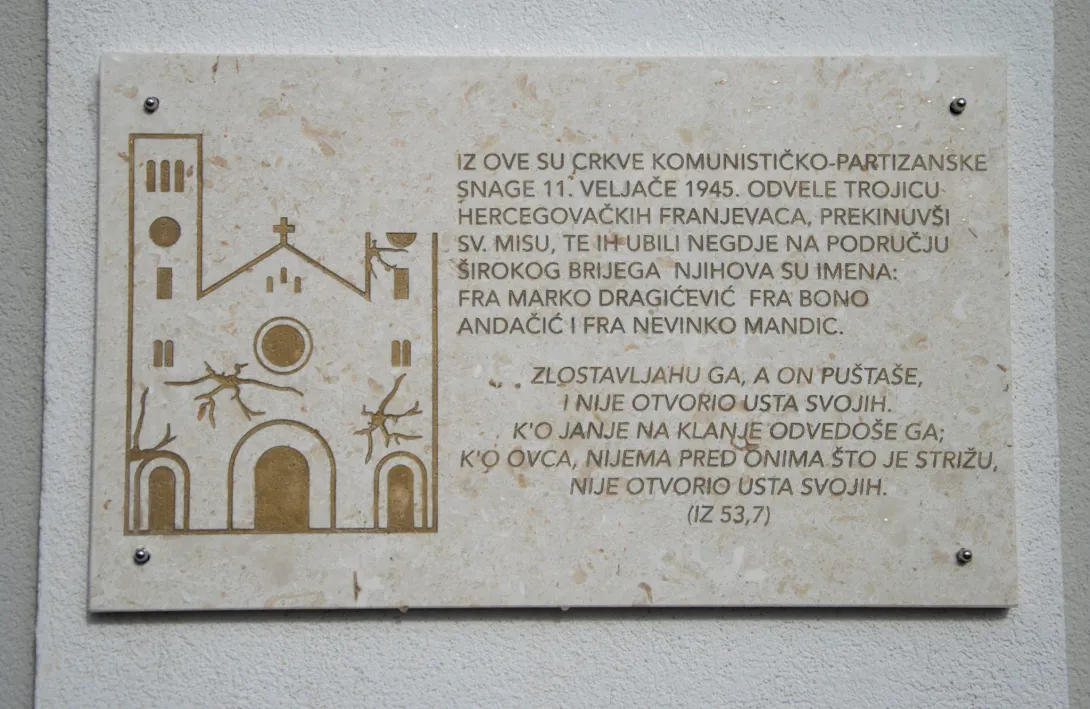 IZ OVE SU CRKVE KOMUNISTIČKO-PARTIZANSKE
SNAGE 11. VELJAČE 1945. ODVELE TROJICU
HERCEGOVAČKIH FRANJEVACA, PREKINUVŠI
SV. MISU, TE IH UBILI NEGDJE NA PODRUČJU
ŠIROKOG BRIJEGA NJIHOVA SU IMENA:
FRA MARKO DRAGIĆEVIĆ FRA BONO
ANDAČIĆ I FRA NEVINKO MANDIC.
ZLOSTAVLJAHU GA, A ON PUŠTAŠE,
I NIJE OTVORIO USTA SVOJIH.
K'O JANJE NA KLANJE ODVEDOŠE GA;
K'O OVCA, NIJEMA PRED ONIMA ŠTO JE STRIŽU,
NIJE OTVORIO USTA SVOJIH.
(IZ 53,7)